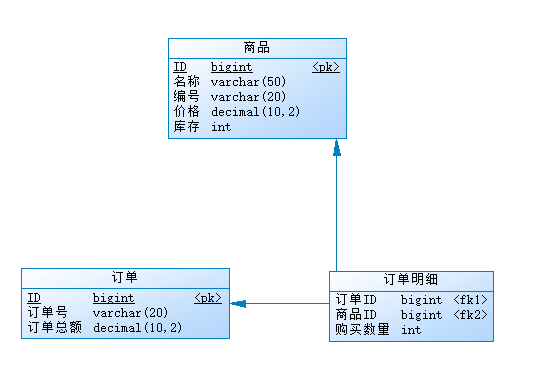 商品
ID bigint <pk>
名称 varchar(50)
编号 varchar(20)
价格 decimal(10,2)
库存 int
订单
ID bigint <pk>
订单号 varchar(20)
订单总额 decimal(10,2)
订单明细
订单ID bigint <fk1>
商品ID bigint <fk2>
购买数量 int